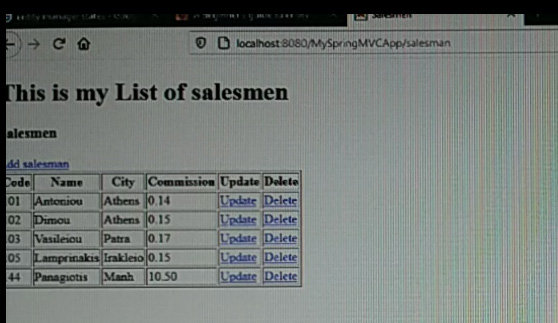 Salesmen
localhost:8080/MySpringMVCApp/salesman
This is my List of salesmen
alesmen
dd salesman
Code Name City Commission Update Delete
01 Antoniou Athens 0.14 Update Delete
02 Dimou Athens 0.15 Update Delete
03 Vasileiou Patra 0.17 Update Delete
05 Lamprinakis Irakleio 0.15 Update Delete
44 Panagiotis Manh 10.50 Update Delete